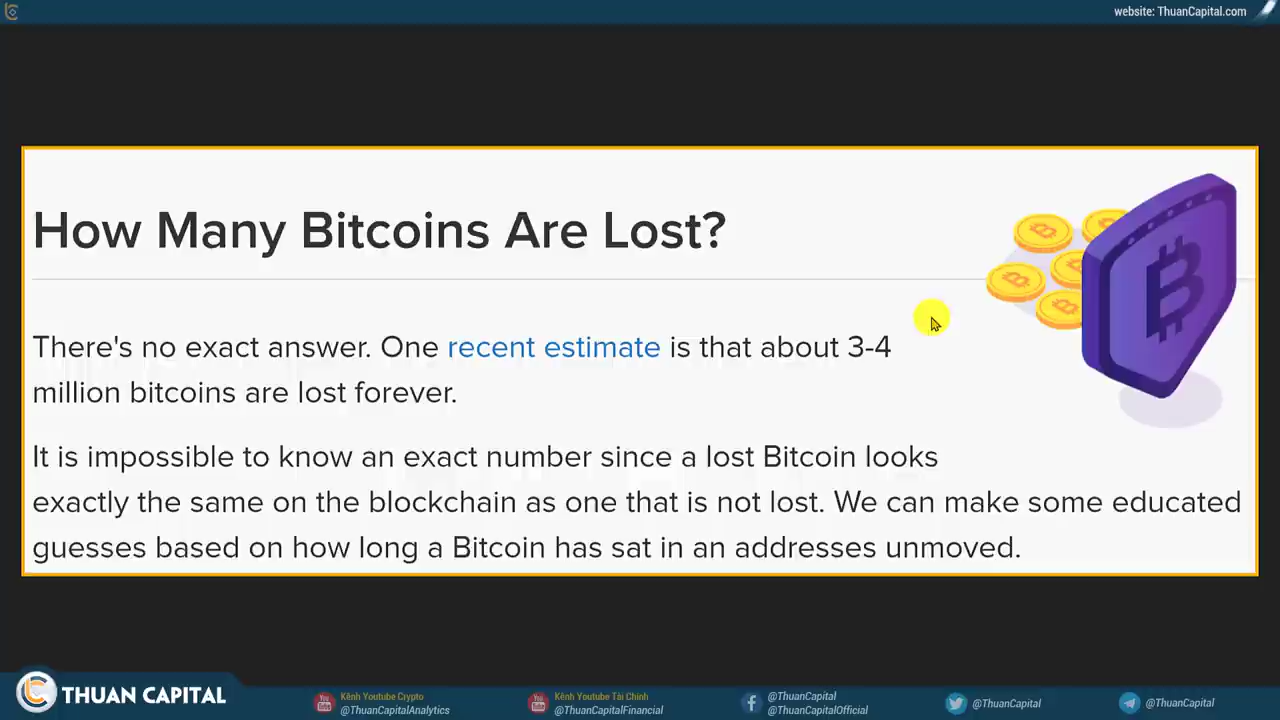 website: ThuanCapital.com
How Many Bitcoins Are Lost?
There's no exact answer. One recent estimate is that about 3-4
million bitcoins are lost forever.
It is impossible to know an exact number since a lost Bitcoin looks
exactly the same on the blockchain as one that is not lost. We can make some educated
guesses based on how long a Bitcoin has sat in an addresses unmoved.
THUAN CAPITAL
Kênh Youtube Crypto
@ThuanCapitalAnalytics
Kênh Youtube Tài Chính
@ThuanCapitalFinancial
@ThuanCapital
@ThuanCapitalOfficial
@ThuanCapital
@ThuanCapital